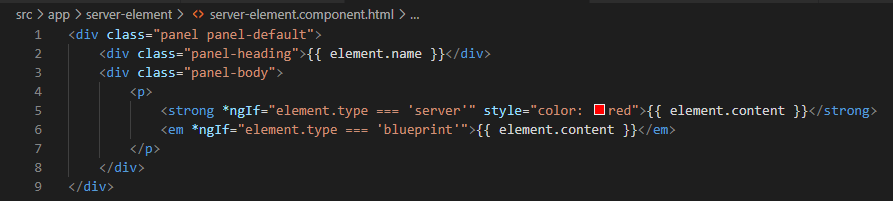 src > app > server-element > <> server-element.component.html > ...
1 <div class="panel panel-default">
2     <div class="panel-heading">{{ element.name }}</div>
3     <div class="panel-body">
4         <p>
5             <strong *ngIf="element.type === 'server'" style="color: red">{{ element.content }}</strong>
6             <em *ngIf="element.type === 'blueprint'">{{ element.content }}</em>
7         </p>
8     </div>
9 </div>